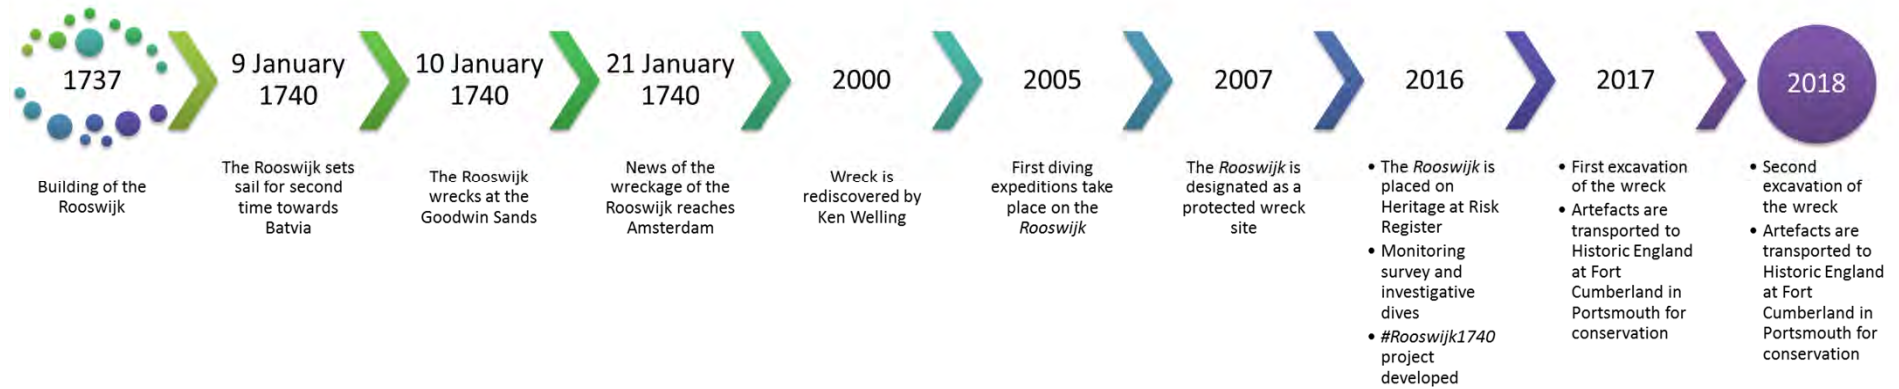 1737
Building of the
Rooswijk
9 January
1740
The Rooswijk sets
sail for second
time towards
Batvia
10 January
1740
The Rooswijk
wrecks at the
Goodwin Sands
21 January
1740
News of the
wreckage of the
Rooswijk reaches
Amsterdam
2000
Wreck is
rediscovered by
Ken Welling
2005
First diving
expeditions take
place on the
Rooswijk
2007
The Rooswijk is
designated as a
protected wreck
site
2016
• The Rooswijk is
placed on
Heritage at Risk
Register
• Monitoring
survey and
investigative
dives
• #Rooswijk1740
project
developed
2017
• First excavation
of the wreck
• Artefacts are
transported to
Historic England
at Fort
Cumberland in
Portsmouth for
conservation
2018
• Second
excavation of
the wreck
• Artefacts are
transported to
Historic England
at Fort
Cumberland in
Portsmouth for
conservation